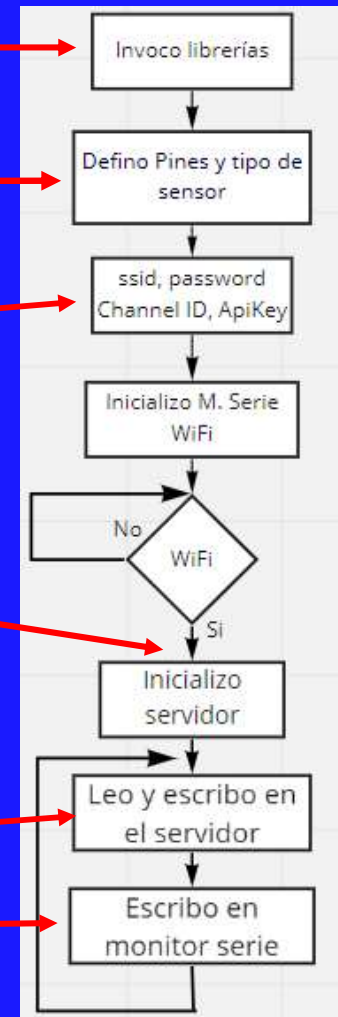 Invoco librerías
Defino Pines y tipo de
sensor
ssid, password
Channel ID, ApiKey
Inicializo M. Serie
WiFi
No
WiFi
Si
Inicializo
servidor
Leo y escribo en
el servidor
Escribo en
monitor serie